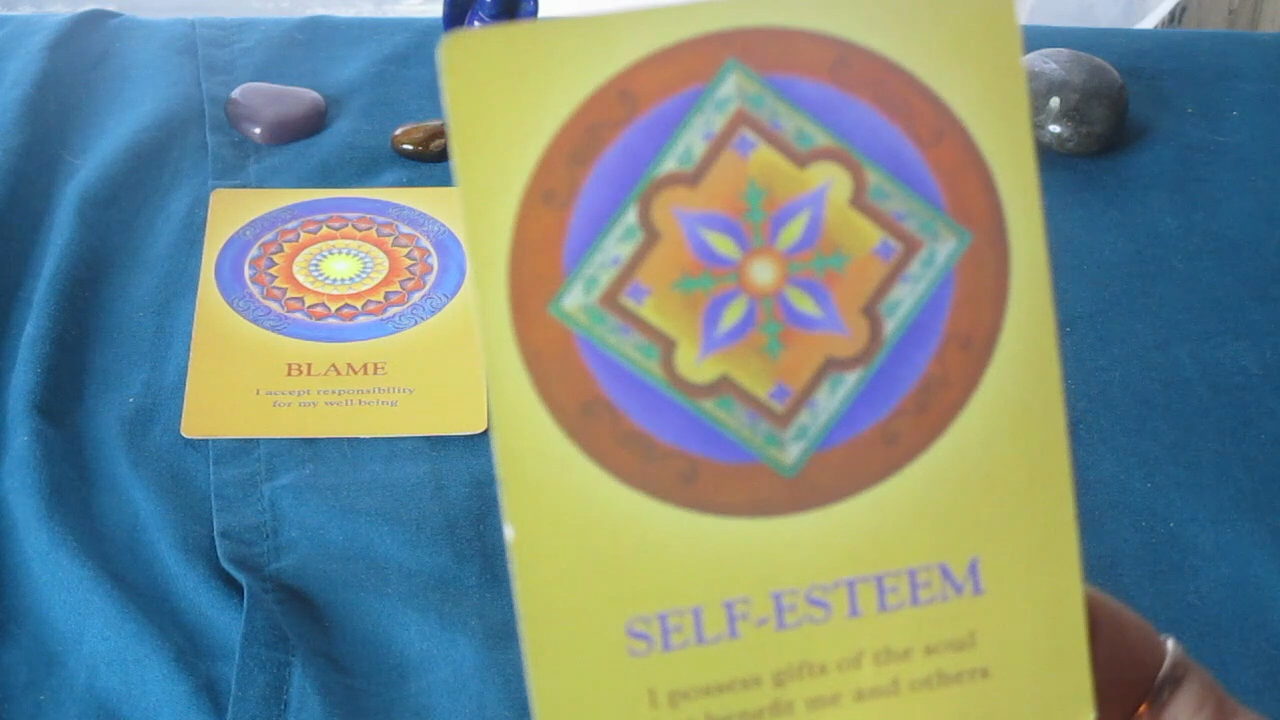 BLAME
I accept responsibility
for my well-being
SELF-ESTEEM
I possess gifts of the soul
benefit me and others